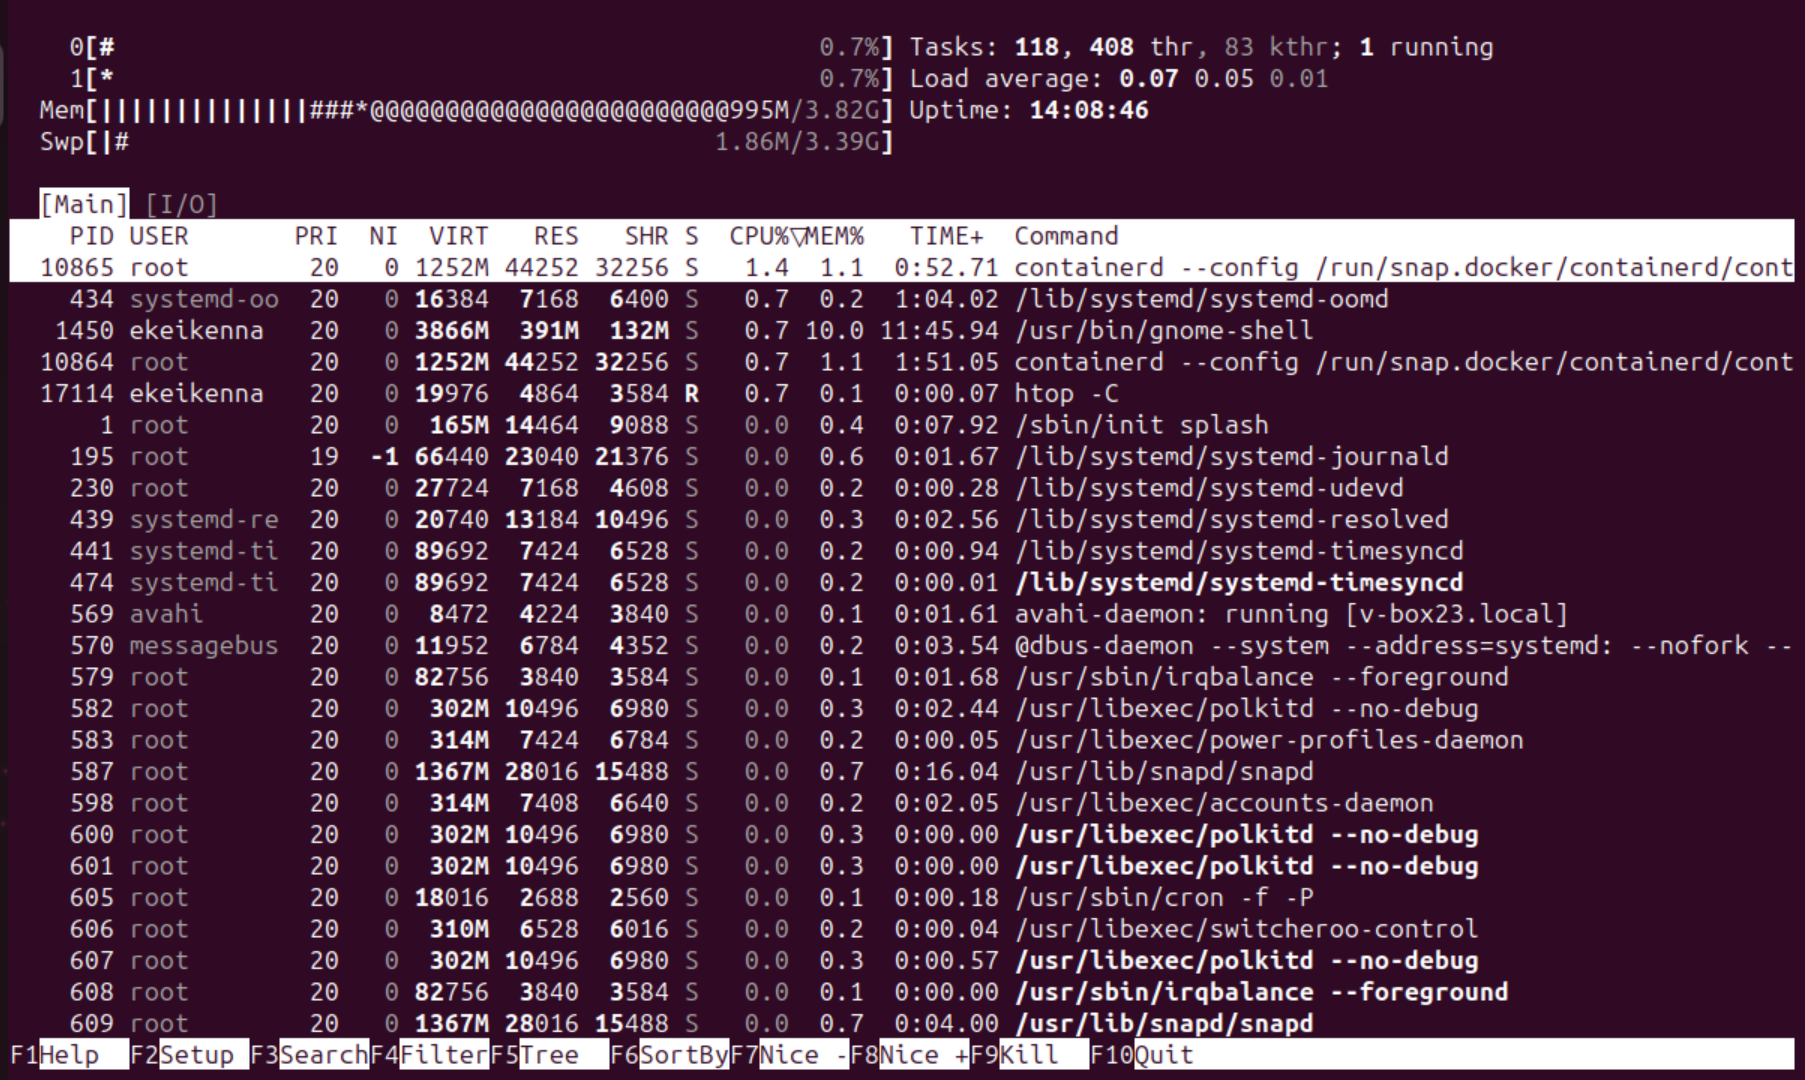 0[# 0.7%] Tasks: 118, 408 thr, 83 kthr; 1 running
1[* 0.7%] Load average: 0.07 0.05 0.01
Mem[||||||||||||||###*@@@@@@@@@@@@@@@@@@@@@@@@995M/3.82G] Uptime: 14:08:46
Swp[|# 1.86M/3.39G]
[Main] [I/O]
PID USER PRI NI VIRT RES SHR S CPU%▽MEM% TIME+ Command
10865 root 20 0 1252M 44252 32256 S 1.4 1.1 0:52.71 containerd --config /run/snap.docker/containerd/cont
434 systemd-oo 20 0 16384 7168 6400 S 0.7 0.2 1:04.02 /lib/systemd/systemd-oomd
1450 ekeikenna 20 0 3866M 391M 132M S 0.7 10.0 11:45.94 /usr/bin/gnome-shell
10864 root 20 0 1252M 44252 32256 S 0.7 1.1 1:51.05 containerd --config /run/snap.docker/containerd/cont
17114 ekeikenna 20 0 19976 4864 3584 R 0.7 0.1 0:00.07 htop -C
1 root 20 0 165M 14464 9088 S 0.0 0.4 0:07.92 /sbin/init splash
195 root 19 -1 66440 23040 21376 S 0.0 0.6 0:01.67 /lib/systemd/systemd-journald
230 root 20 0 27724 7168 4608 S 0.0 0.2 0:00.28 /lib/systemd/systemd-udevd
439 systemd-re 20 0 20740 13184 10496 S 0.0 0.3 0:02.56 /lib/systemd/systemd-resolved
441 systemd-ti 20 0 89692 7424 6528 S 0.0 0.2 0:00.94 /lib/systemd/systemd-timesyncd
474 systemd-ti 20 0 89692 7424 6528 S 0.0 0.2 0:00.01 /lib/systemd/systemd-timesyncd
569 avahi 20 0 8472 4224 3840 S 0.0 0.1 0:01.61 avahi-daemon: running [v-box23.local]
570 messagebus 20 0 11952 6784 4352 S 0.0 0.2 0:03.54 @dbus-daemon --system --address=systemd: --nofork --
579 root 20 0 82756 3840 3584 S 0.0 0.1 0:01.68 /usr/sbin/irqbalance --foreground
582 root 20 0 302M 10496 6980 S 0.0 0.3 0:02.44 /usr/libexec/polkitd --no-debug
583 root 20 0 314M 7424 6784 S 0.0 0.2 0:00.05 /usr/libexec/power-profiles-daemon
587 root 20 0 1367M 28016 15488 S 0.0 0.7 0:16.04 /usr/lib/snapd/snapd
598 root 20 0 314M 7408 6640 S 0.0 0.2 0:02.05 /usr/libexec/accounts-daemon
600 root 20 0 302M 10496 6980 S 0.0 0.3 0:00.00 /usr/libexec/polkitd --no-debug
601 root 20 0 302M 10496 6980 S 0.0 0.3 0:00.00 /usr/libexec/polkitd --no-debug
605 root 20 0 18016 2688 2560 S 0.0 0.1 0:00.18 /usr/sbin/cron -f -P
606 root 20 0 310M 6528 6016 S 0.0 0.2 0:00.04 /usr/libexec/switcheroo-control
607 root 20 0 302M 10496 6980 S 0.0 0.3 0:00.57 /usr/libexec/polkitd --no-debug
608 root 20 0 82756 3840 3584 S 0.0 0.1 0:00.00 /usr/sbin/irqbalance --foreground
609 root 20 0 1367M 28016 15488 S 0.0 0.7 0:04.00 /usr/lib/snapd/snapd
F1Help F2Setup F3SearchF4FilterF5Tree F6SortByF7Nice -F8Nice +F9Kill F10Quit